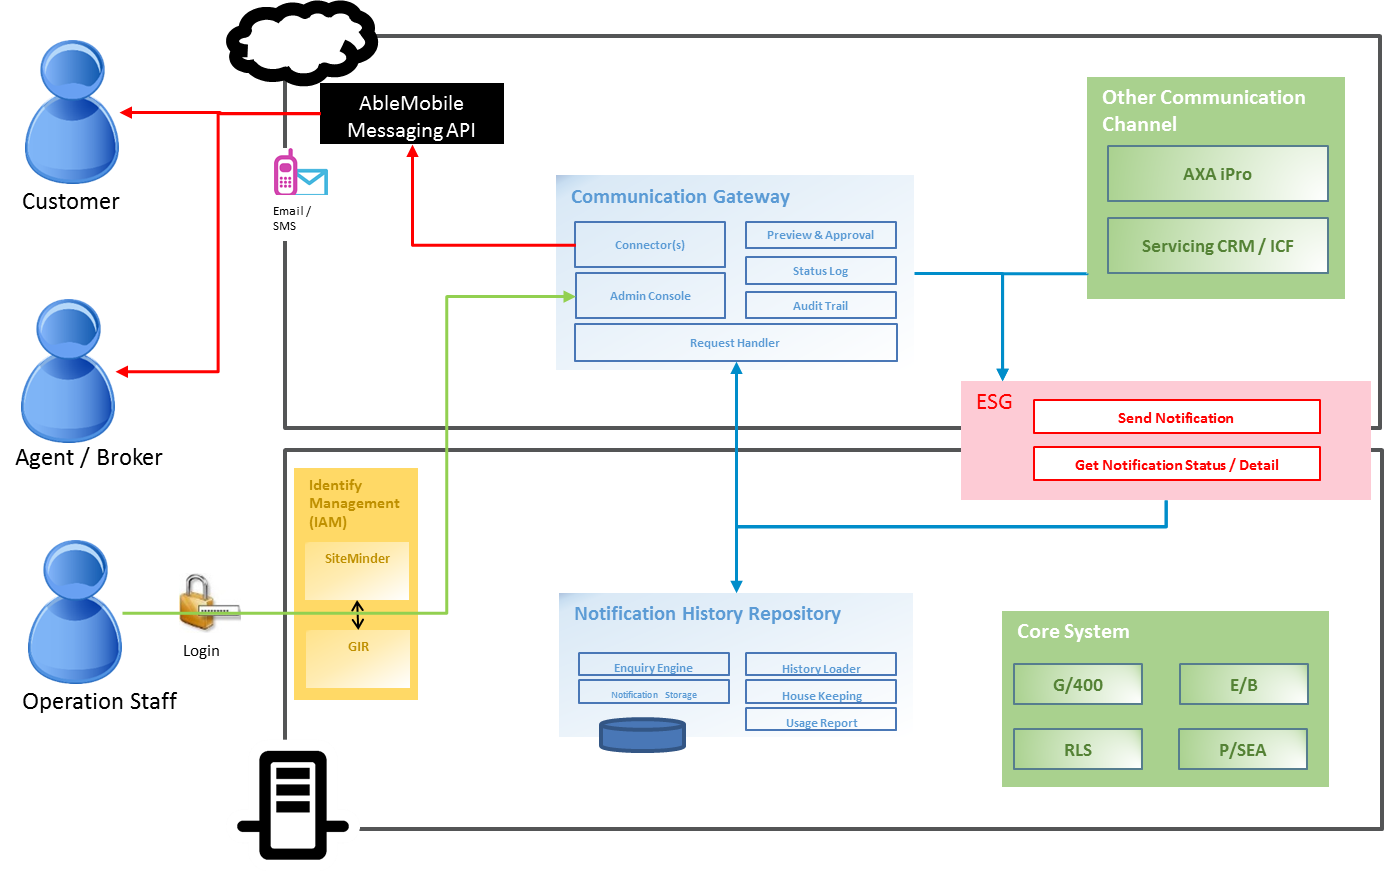 Customer
Agent / Broker
Operation Staff
Login
AbleMobile
Messaging API
Email /
SMS
Communication Gateway
Connector(s)
Admin Console
Preview & Approval
Status Log
Audit Trail
Request Handler
Other Communication
Channel
AXA iPro
Servicing CRM / ICF
ESG
Send Notification
Get Notification Status / Detail
Identify
Management
(IAM)
SiteMinder
GIR
Notification History Repository
Enquiry Engine
Notification Storage
History Loader
House Keeping
Usage Report
Core System
G/400
E/B
RLS
P/SEA